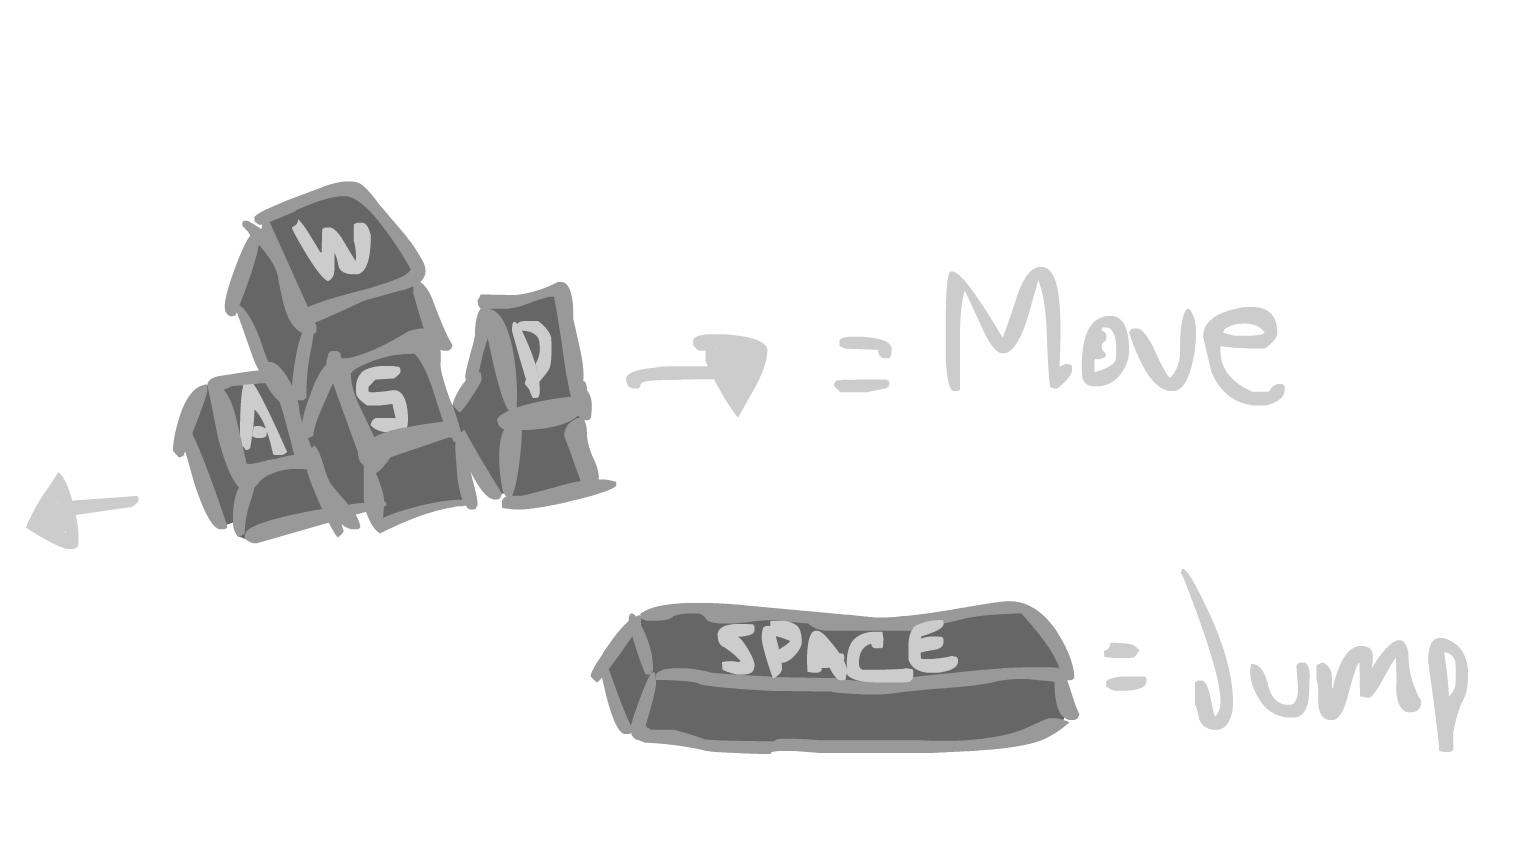 W
A S D = Move
SPACE = Jump